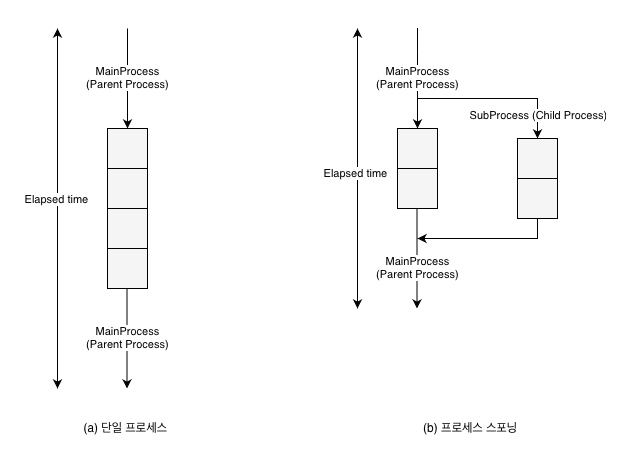 MainProcess
(Parent Process)
Elapsed time
MainProcess
(Parent Process)
(a) 단일 프로세스
MainProcess
(Parent Process)
SubProcess (Child Process)
Elapsed time
MainProcess
(Parent Process)
(b) 프로세스 스포닝